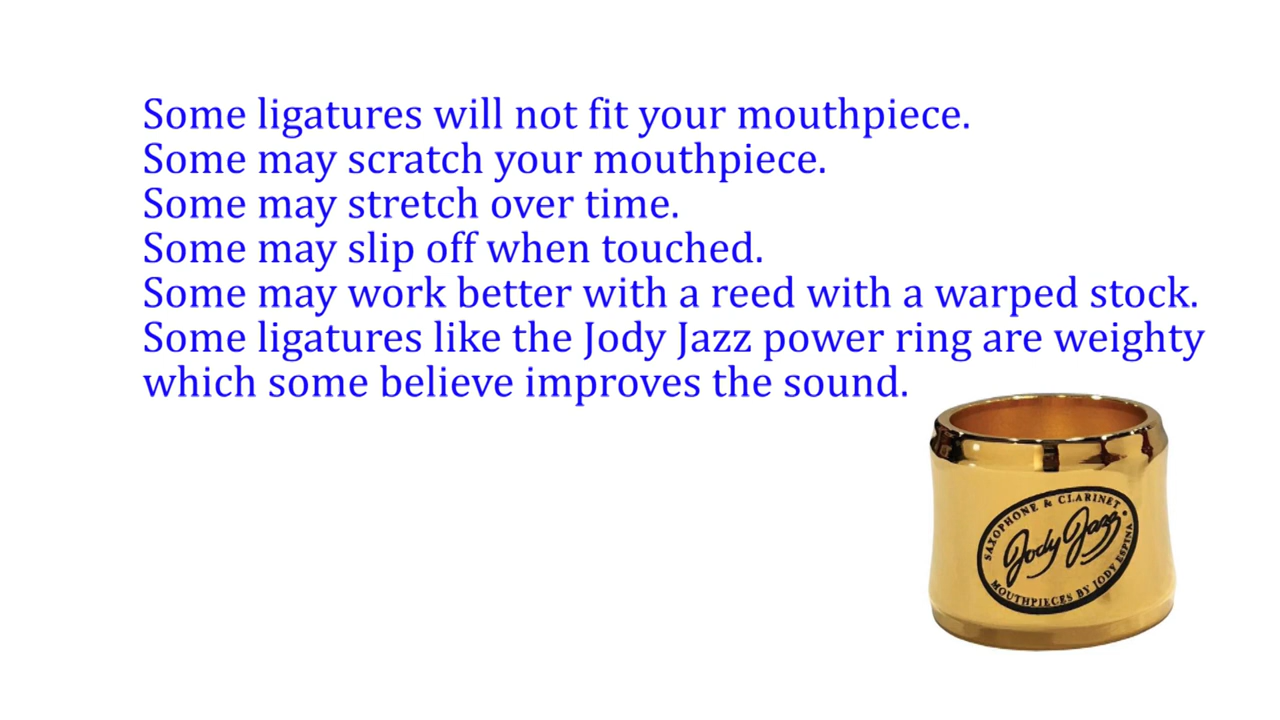 Some ligatures will not fit your mouthpiece.
Some may scratch your mouthpiece.
Some may stretch over time.
Some may slip off when touched.
Some may work better with a reed with a warped stock.
Some ligatures like the Jody Jazz power ring are weighty
which some believe improves the sound.
SAXOPHONE & CLARINET
Jody Jazz
MOUTHPIECES BY JODY ESPINA